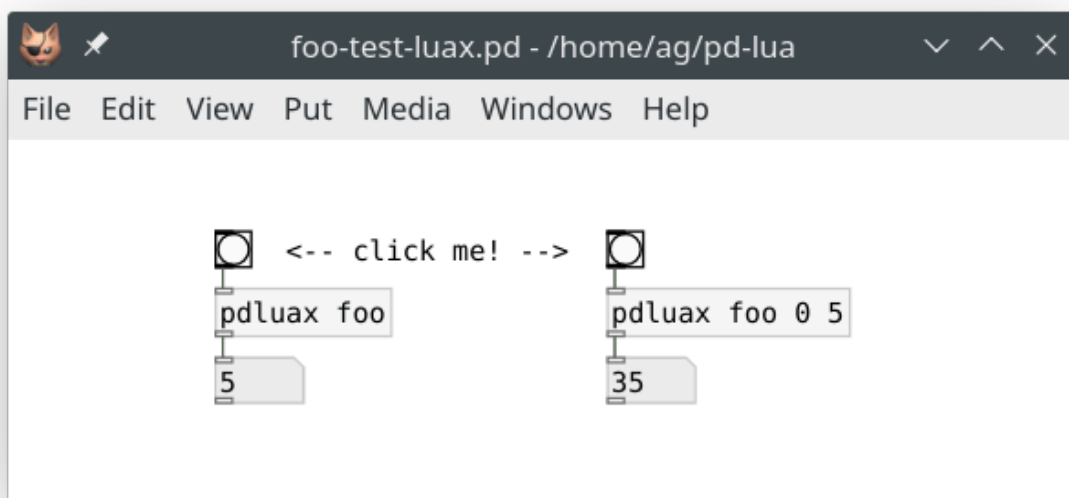 foo-test-luax.pd - /home/ag/pd-lua
File Edit View Put Media Windows Help
<-- click me! -->
pdluax foo pdluax foo 0 5
5 35